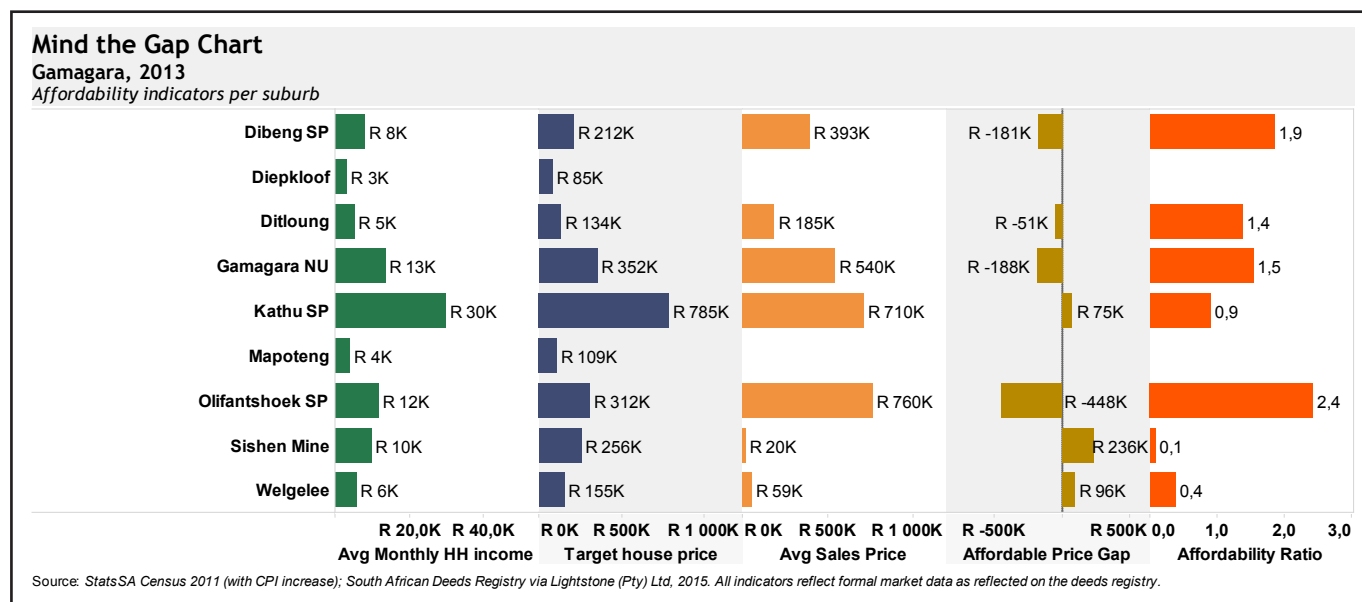 Mind the Gap Chart
Gamagara, 2013
Affordability indicators per suburb
Dibeng SP R 8K R 212K R 393K R -181K 1,9
Diepkloof R 3K R 85K
Ditloung R 5K R 134K R 185K R -51K 1,4
Gamagara NU R 13K R 352K R 540K R -188K 1,5
Kathu SP R 30K R 785K R 710K R 75K 0,9
Mapoteng R 4K R 109K
Olifantshoek SP R 12K R 312K R 760K R -448K 2,4
Sishen Mine R 10K R 256K R 20K R 236K 0,1
Welgelee R 6K R 155K R 59K R 96K 0,4
R 20,0K R 40,0K R 0K R 500K R 1 000K R 0K R 500K R 1 000K R -500K R 500K 0,0 1,0 2,0 3,0
Avg Monthly HH income Target house price Avg Sales Price Affordable Price Gap Affordability Ratio
Source: StatsSA Census 2011 (with CPI increase); South African Deeds Registry via Lightstone (Pty) Ltd, 2015. All indicators reflect formal market data as reflected on the deeds registry.